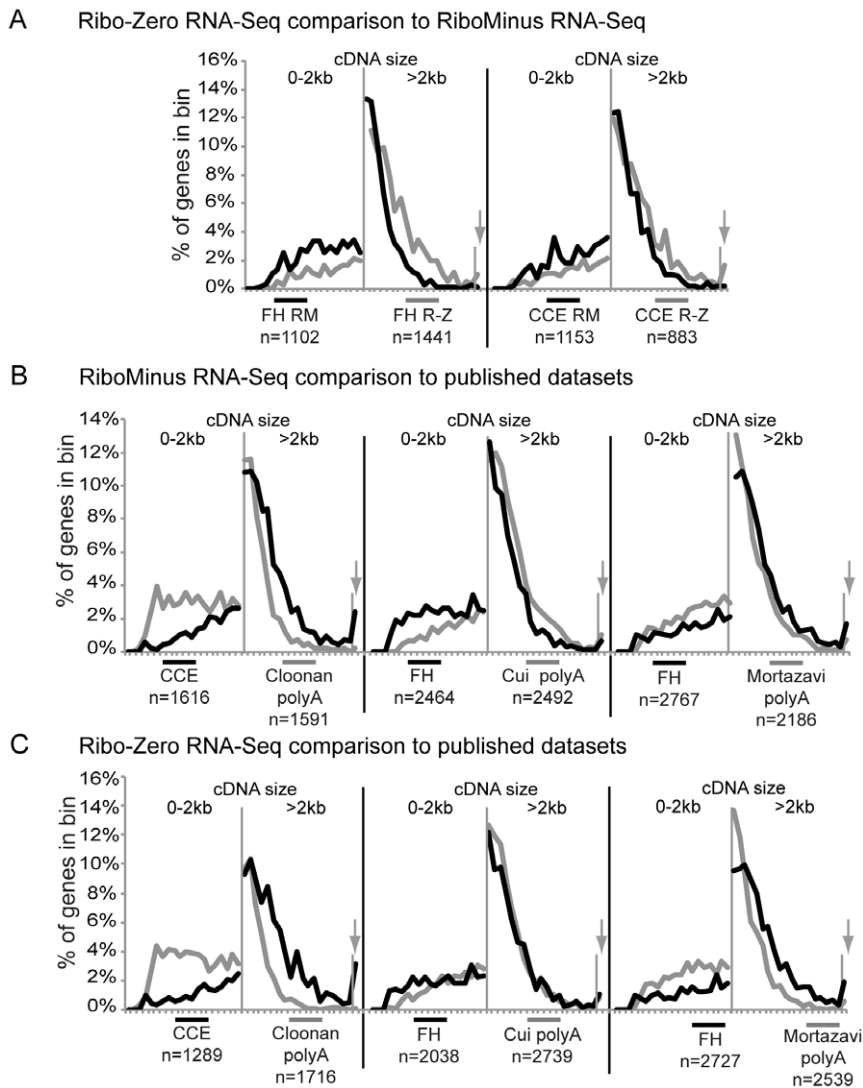 A Ribo-Zero RNA-Seq comparison to RiboMinus RNA-Seq
cDNA size cDNA size
0-2kb >2kb 0-2kb >2kb
% of genes in bin
16%
14%
12%
10%
8%
6%
4%
2%
0%
FH RM FH R-Z CCE RM CCE R-Z
n=1102 n=1441 n=1153 n=883
B RiboMinus RNA-Seq comparison to published datasets
cDNA size cDNA size cDNA size
0-2kb >2kb 0-2kb >2kb 0-2kb >2kb
% of genes in bin
14%
12%
10%
8%
6%
4%
2%
0%
CCE Cloonan FH Cui polyA FH Mortazavi
n=1616 polyA n=2464 n=2492 n=2767 polyA
n=1591 n=2186
C Ribo-Zero RNA-Seq comparison to published datasets
cDNA size cDNA size cDNA size
0-2kb >2kb 0-2kb >2kb 0-2kb >2kb
% of genes in bin
16%
14%
12%
10%
8%
6%
4%
2%
0%
CCE Cloonan FH Cui polyA FH Mortazavi
n=1289 polyA n=2038 n=2739 n=2727 polyA
n=1716 n=2539